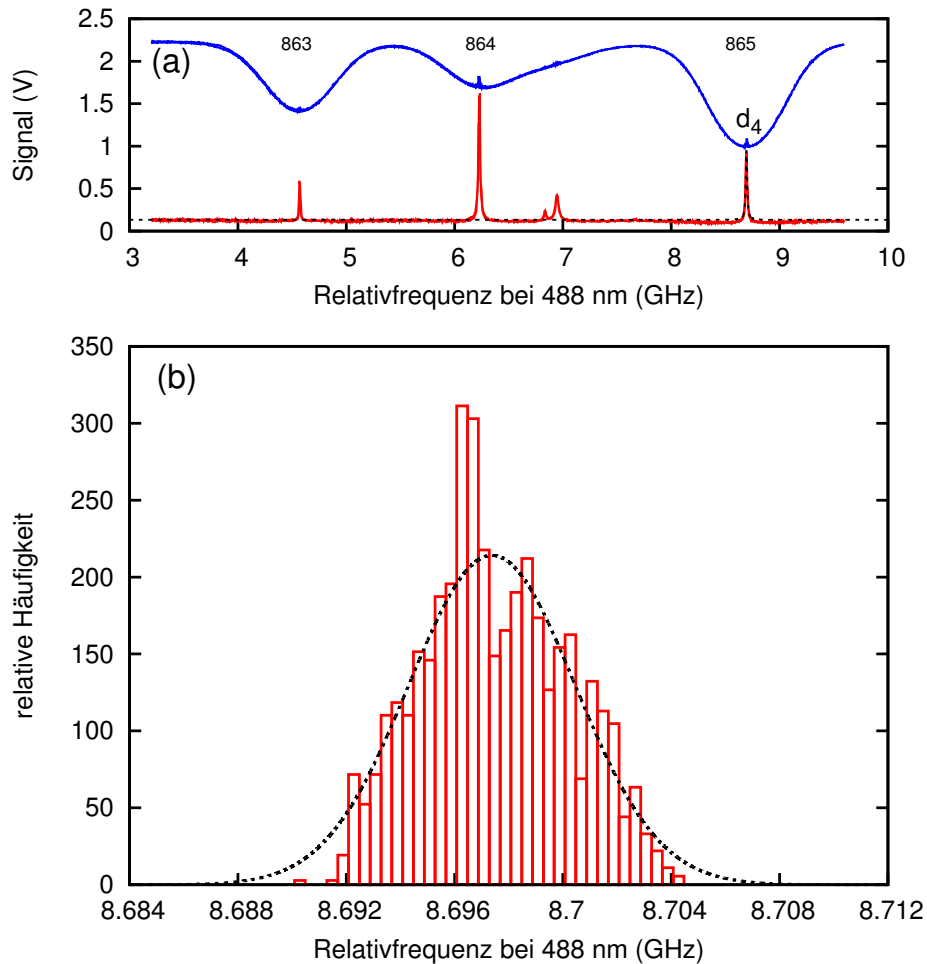 2.5
2
1.5
1
0.5
0
Signal (V)
(a)
863
864
865
d4
3 4 5 6 7 8 9 10
Relativfrequenz bei 488 nm (GHz)
350
300
250
200
150
100
50
0
relative Häufigkeit
(b)
8.684 8.688 8.692 8.696 8.7 8.704 8.708 8.712
Relativfrequenz bei 488 nm (GHz)